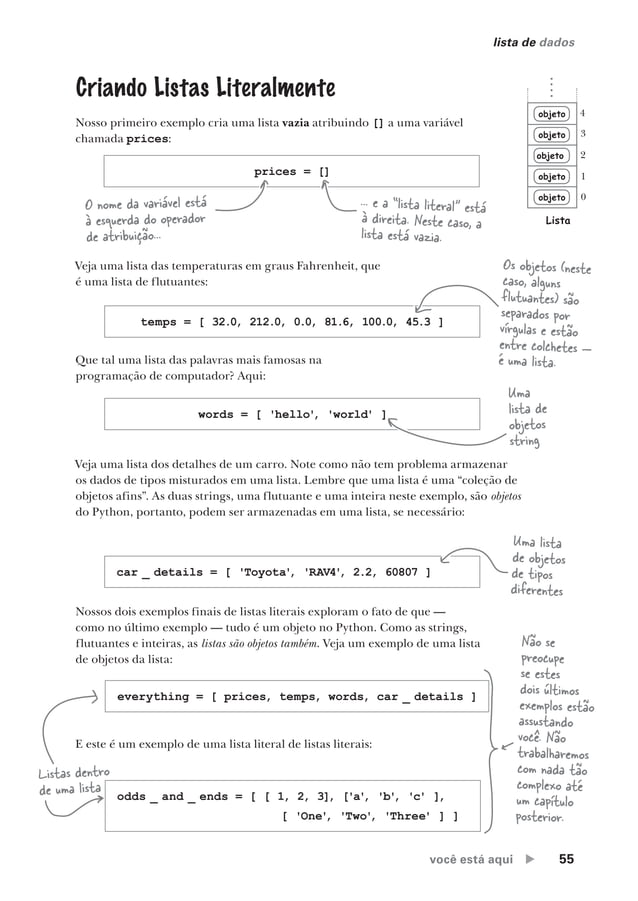 lista de dados
Criando Listas Literalmente
Nosso primeiro exemplo cria uma lista vazia atribuindo [] a uma variável
chamada prices:
objeto 4
objeto 3
objeto 2
objeto 1
objeto 0
Lista
prices = []
O nome da variável está
à esquerda do operador
de atribuição...
... e a “lista literal” está
à direita. Neste caso, a
lista está vazia.
Veja uma lista das temperaturas em graus Fahrenheit, que
é uma lista de flutuantes:
temps = [ 32.0, 212.0, 0.0, 81.6, 100.0, 45.3 ]
Os objetos (neste
caso, alguns
flutuantes) são
separados por
vírgulas e estão
entre colchetes —
é uma lista.
Que tal uma lista das palavras mais famosas na
programação de computador? Aqui:
words = [ 'hello', 'world' ]
Uma
lista de
objetos
string
Veja uma lista dos detalhes de um carro. Note como não tem problema armazenar
os dados de tipos misturados em uma lista. Lembre que uma lista é uma “coleção de
objetos afins”. As duas strings, uma flutuante e uma inteira neste exemplo, são objetos
do Python, portanto, podem ser armazenadas em uma lista, se necessário:
car _ details = [ 'Toyota', 'RAV4', 2.2, 60807 ]
Uma lista
de objetos
de tipos
diferentes
Nossos dois exemplos finais de listas literais exploram o fato de que —
como no último exemplo — tudo é um objeto no Python. Como as strings,
flutuantes e inteiras, as listas são objetos também. Veja um exemplo de uma lista
de objetos da lista:
everything = [ prices, temps, words, car _ details ]
E este é um exemplo de uma lista literal de listas literais:
Listas dentro
de uma lista
odds _ and _ ends = [ [ 1, 2, 3], ['a', 'b', 'c' ],
[ 'One', 'Two', 'Three' ] ]
Não se
preocupe
se estes
dois últimos
exemplos estão
assustando
você. Não
trabalharemos
com nada tão
complexo até
um capítulo
posterior.
você está aqui ▶ 55